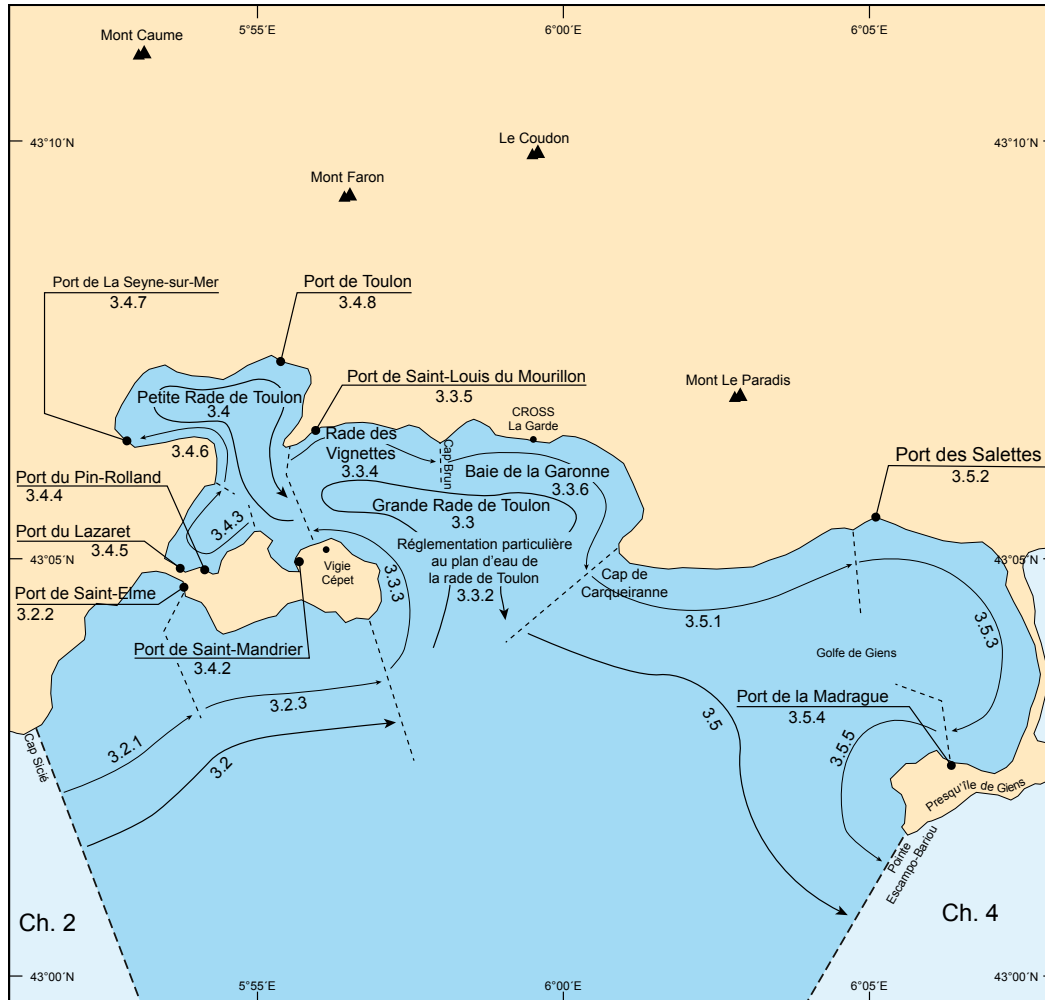 5°55´E
6°00´E
6°05´E
Mont Caume
43°10´N
43°10´N
Le Coudon
Mont Faron
Port de La Seyne-sur-Mer
3.4.7
Port de Toulon
3.4.8
Port de Saint-Louis du Mourillon
3.3.5
Mont Le Paradis
Petite Rade de Toulon
3.4
CROSS
La Garde
Rade des
Vignettes
3.3.4
Cap Brun
3.4.6
Baie de la Garonne
3.3.6
Port des Salettes
3.5.2
Port du Pin-Rolland
3.4.4
Grande Rade de Toulon
3.3
3.4.3
Port du Lazaret
3.4.5
Réglementation particulière
au plan d'eau de
la rade de Toulon
3.3.2
43°05´N
43°05´N
Vigie
Cépet
3.3.3
Cap de
Carqueiranne
Port de Saint-Elme
3.2.2
3.5.1
3.5.3
Port de Saint-Mandrier
3.4.2
Golfe de Giens
Port de la Madrague
3.5.4
3.2.3
3.2.1
3.2
3.5
3.5.5
Cap Sicié
Presqu'île de Giens
Pointe
Escampo-Bariou
Ch. 2
Ch. 4
43°00´N
43°00´N
5°55´E
6°00´E
6°05´E